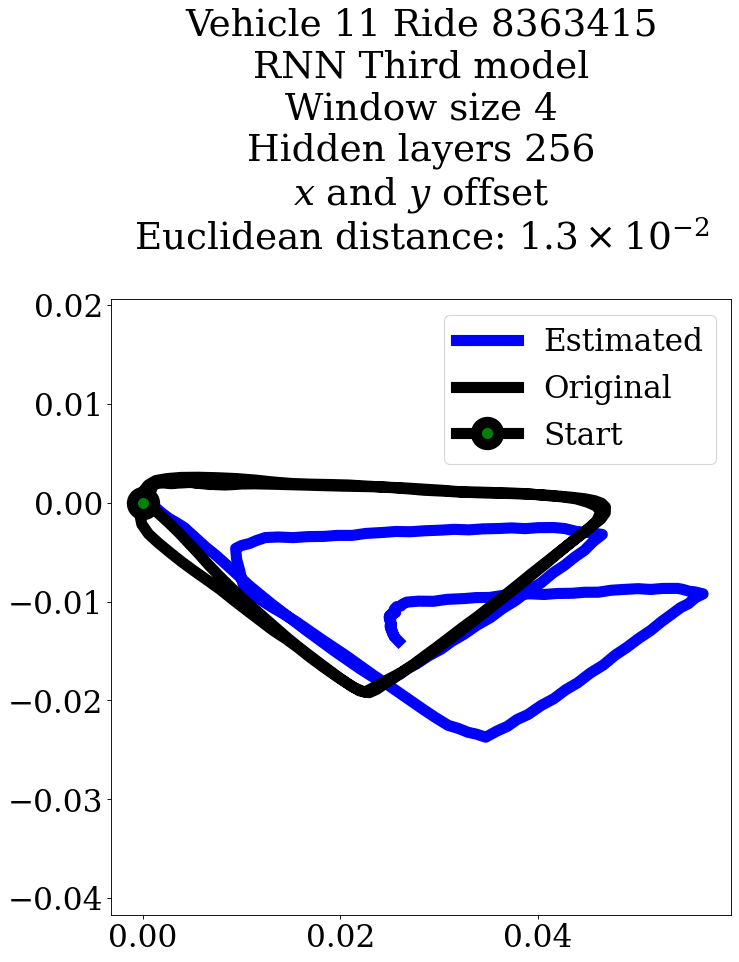 Vehicle 11 Ride 8363415
RNN Third model
Window size 4
Hidden layers 256
x and y offset
Euclidean distance: 1.3 × 10⁻²
0.02
Estimated
0.01
Original
Start
0.00
−0.01
−0.02
−0.03
−0.04
0.00 0.02 0.04